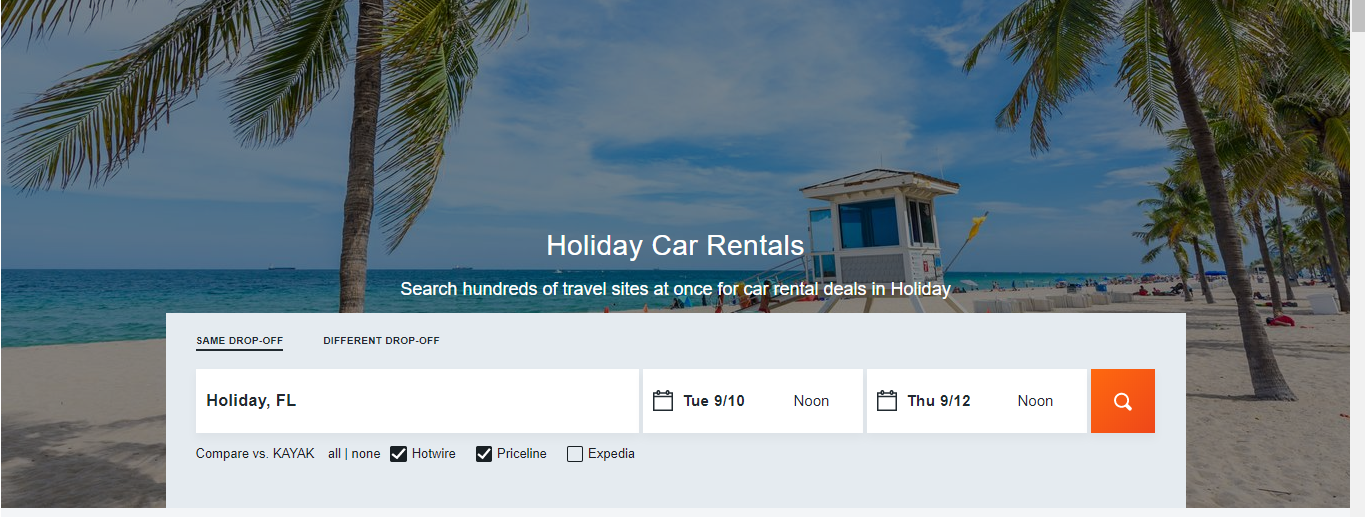 Holiday Car Rentals
Search hundreds of travel sites at once for car rental deals in Holiday
SAME DROP-OFF DIFFERENT DROP-OFF
Holiday, FL Tue 9/10 Noon Thu 9/12 Noon
Compare vs. KAYAK all | none Hotwire Priceline Expedia